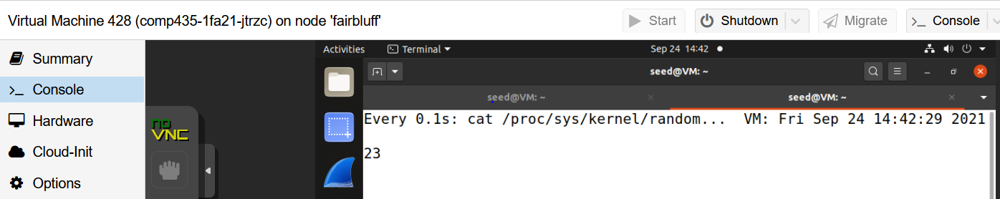 Virtual Machine 428 (comp435-1fa21-jtrzc) on node 'fairbluff'
Start
Shutdown
Migrate
>_ Console
Summary
>_ Console
Hardware
Cloud-Init
Options
no
VNC
Activities
Terminal
Sep 24 14:42
seed@VM: ~
seed@VM: ~
seed@VM: ~
Every 0.1s: cat /proc/sys/kernel/random... VM: Fri Sep 24 14:42:29 2021
23